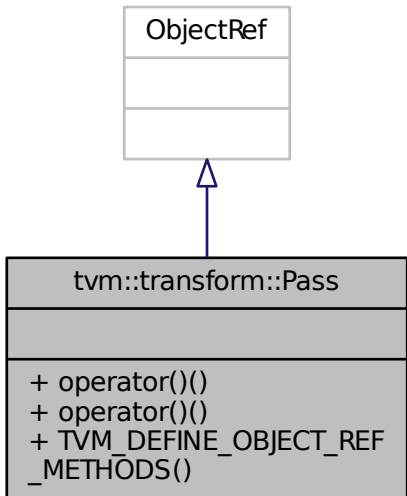 ObjectRef
tvm::transform::Pass
+ operator()()
+ operator()()
+ TVM_DEFINE_OBJECT_REF
_METHODS()